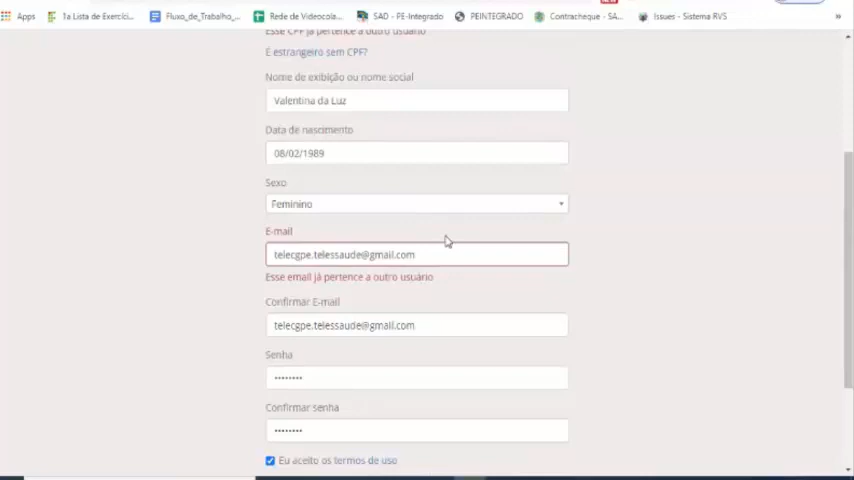 NEW
Apps 1a Lista de Exercíci... Fluxo_de_Trabalho_... Rede de Videocola... SAD - PE-Integrado PEINTEGRADO Contracheque - SA... Issues - Sistema RVS »
Esse CPF já pertence a outro usuário
É estrangeiro sem CPF?
Nome de exibição ou nome social
Valentina da Luz
Data de nascimento
08/02/1989
Sexo
Feminino
E-mail
telecgpe.telessaude@gmail.com
Esse email já pertence a outro usuário
Confirmar E-mail
telecgpe.telessaude@gmail.com
Senha
••••••••
Confirmar senha
••••••••
Eu aceito os termos de uso